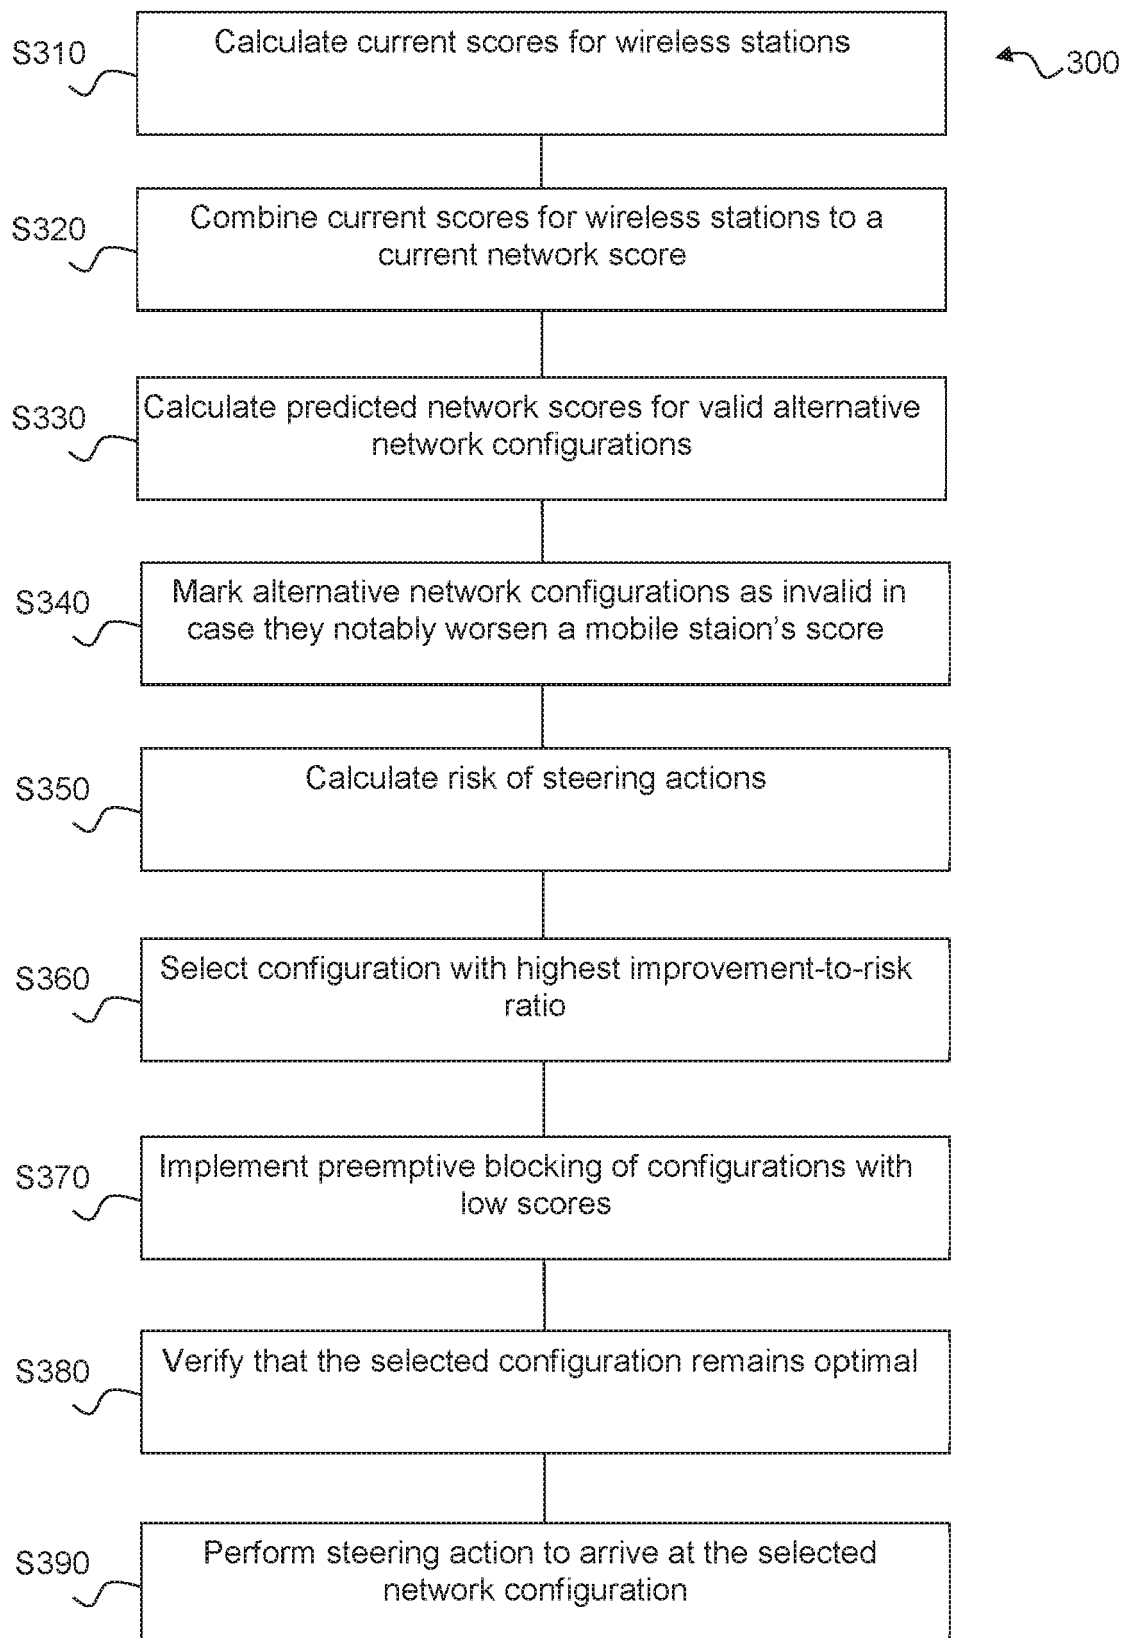 S310
Calculate current scores for wireless stations
300
S320
Combine current scores for wireless stations to a
current network score
S330
Calculate predicted network scores for valid alternative
network configurations
S340
Mark alternative network configurations as invalid in
case they notably worsen a mobile staion's score
S350
Calculate risk of steering actions
S360
Select configuration with highest improvement-to-risk
ratio
S370
Implement preemptive blocking of configurations with
low scores
S380
Verify that the selected configuration remains optimal
S390
Perform steering action to arrive at the selected
network configuration